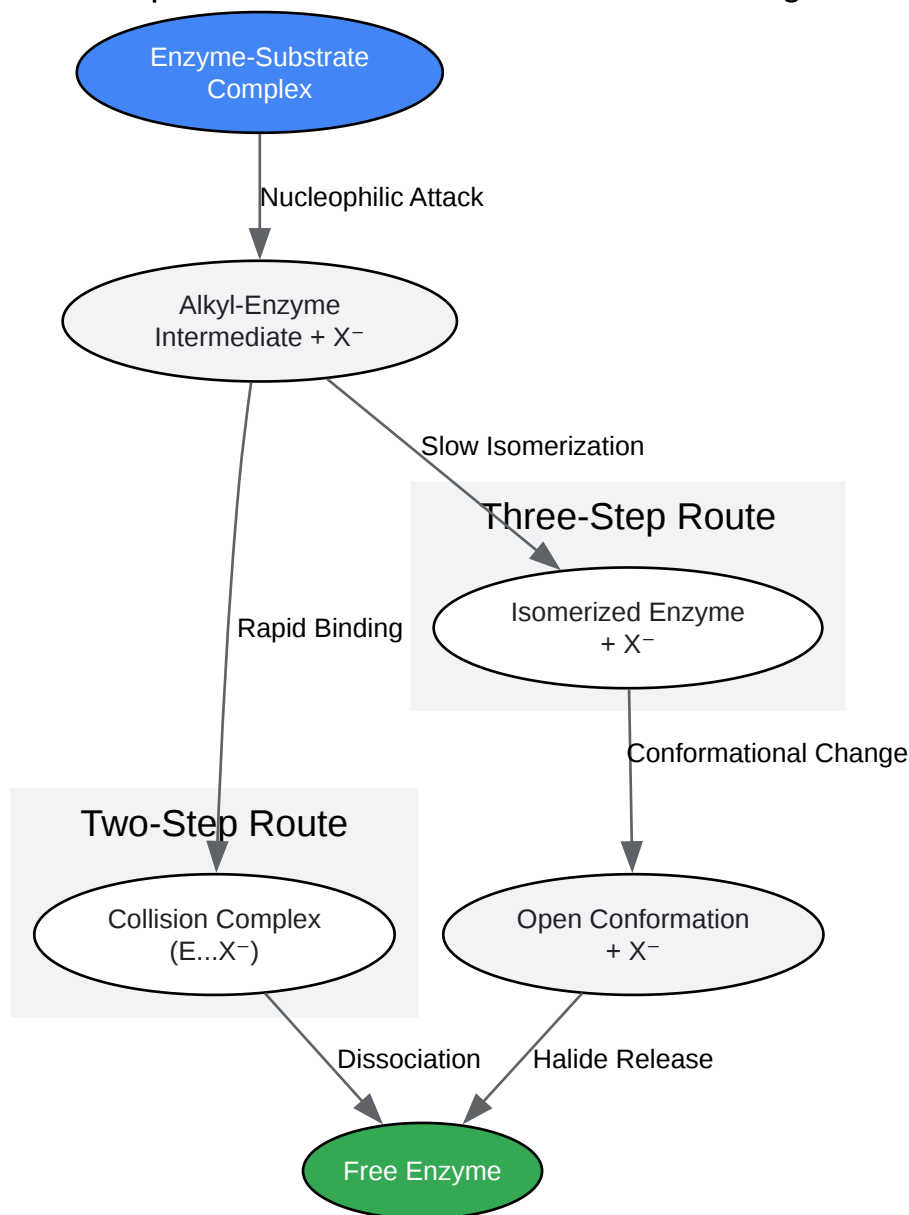 Enzyme-Substrate
Complex
Nucleophilic Attack
Alkyl-Enzyme
Intermediate + X⁻
Slow Isomerization
Three-Step Route
Isomerized Enzyme
+ X⁻
Rapid Binding
Conformational Change
Two-Step Route
Collision Complex
(E...X⁻)
Open Conformation
+ X⁻
Dissociation
Halide Release
Free Enzyme